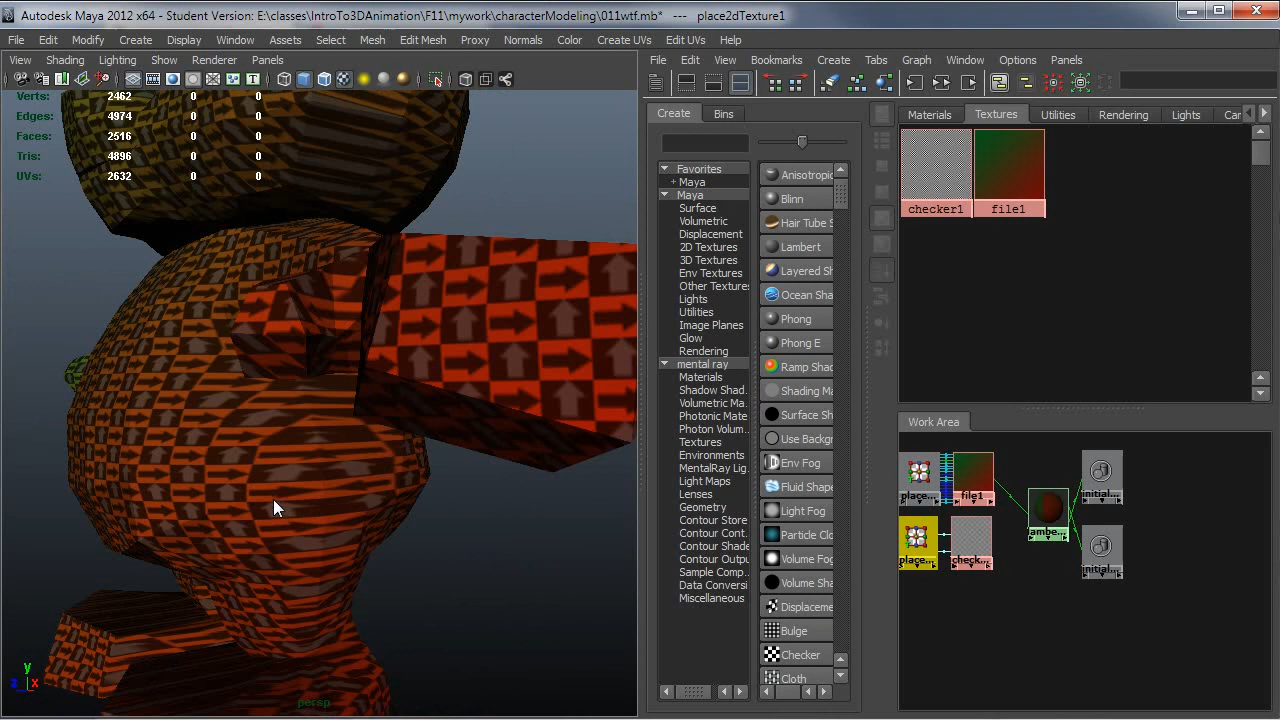 Autodesk Maya 2012 x64 - Student Version: E:\classes\IntroTo3DAnimation\F11\mywork\characterModeling\011wtf.mb* --- place2dTexture1
File Edit Modify Create Display Window Assets Select Mesh Edit Mesh Proxy Normals Color Create UVs Edit UVs Help
View Shading Lighting Show Renderer Panels
File Edit View Bookmarks Create Tabs Graph Window Options Panels
Verts: 2462 0 0
Edges: 4974 0 0
Faces: 2516 0 0
Tris: 4896 0 0
UVs: 2632 0 0
persp
y
z x
Create Bins
Favorites
+ Maya
Maya
Surface
Volumetric
Displacement
2D Textures
3D Textures
Env Textures
Other Textures
Lights
Utilities
Image Planes
Glow
Rendering
mental ray
Materials
Shadow Shad.
Volumetric Ma.
Photonic Mate
Photon Volum.
Textures
Environments
MentalRay Lig.
Light Maps
Lenses
Geometry
Contour Store
Contour Cont.
Contour Shade
Contour Outpu
Sample Comp.
Data Conversi
Miscellaneous
Anisotropic
Blinn
Hair Tube S
Lambert
Layered Sh
Ocean Sha
Phong
Phong E
Ramp Shad
Shading Ma
Surface Sh
Use Backgr
Env Fog
Fluid Shape
Light Fog
Particle Clo
Volume Fog
Volume Sha
Displaceme
Bulge
Checker
Cloth
Materials Textures Utilities Rendering Lights Car
checker1 file1
Work Area
place... file1
initial...
ambe...
place... check...
initial...